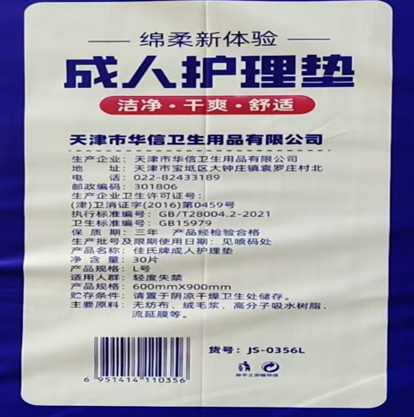 绵柔新体验
成人护理垫
洁净·干爽·舒适
天津市华信卫生用品有限公司
生产企业：天津市华信卫生用品有限公司
地 址：天津市宝坻区大钟庄镇袁罗庄村北
电 话：022-82433189
邮政编码：301806
生产企业卫生许可证号：
(津)卫消证字(2016)第0459号
执行标准编号：GB/T28004.2-2021
卫生标准编号：GB15979
保 质 期：三年 产品经检验合格
生产批号及限期使用日期：见喷码处
产品名称：佳氏牌成人护理垫
净 含 量：30片
产品规格：L号
适用人群：轻度失禁
产品规格：600mmX900mm
贮存条件：请置于阴凉干燥卫生处储存。
主要原料：无纺布、绒毛浆、高分子吸水树脂、
流延膜等。
货号：JS-0356L
6 951414 110356